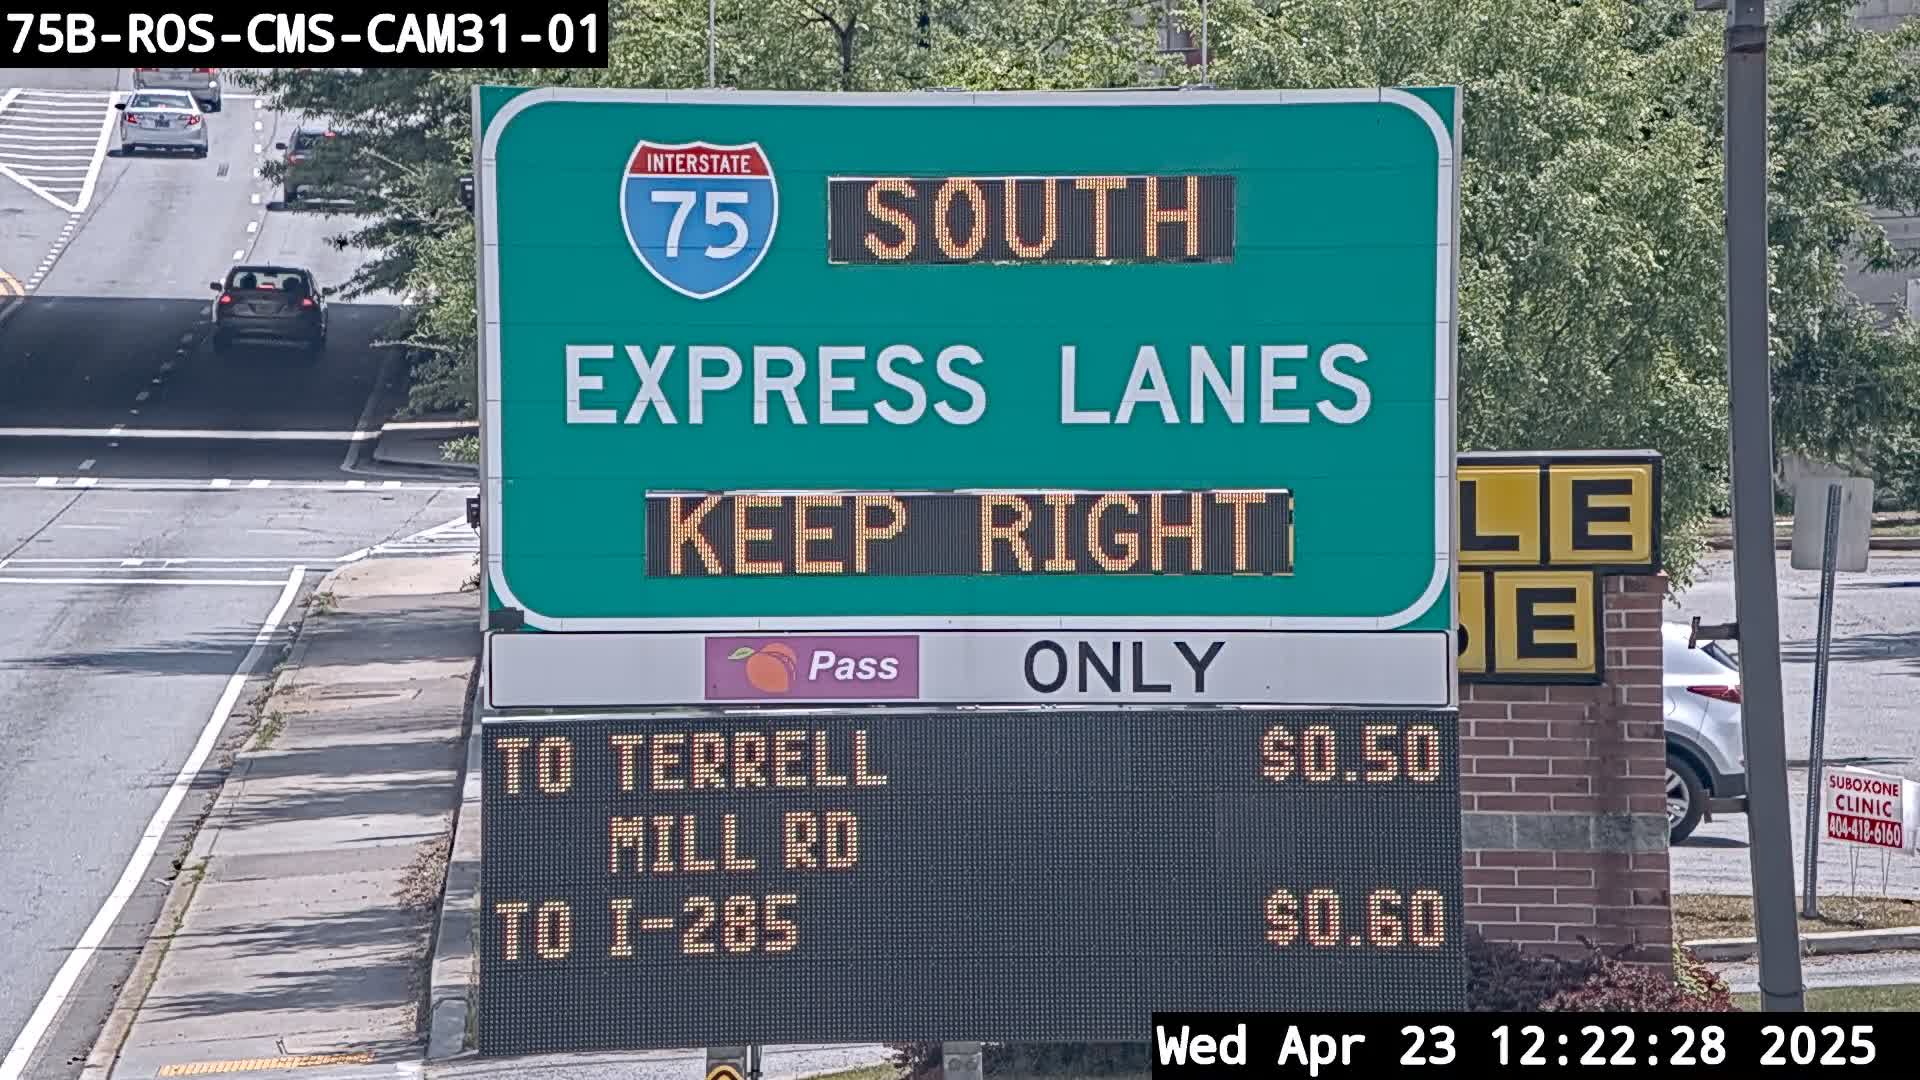 75B-ROS-CMS-CAM31-01
INTERSTATE
75
SOUTH
EXPRESS LANES
KEEP RIGHT
Pass ONLY
TO TERRELL $0.50
MILL RD
TO I-285 $0.60
LE
E
SUBOXONE
CLINIC
404-418-6160
Wed Apr 23 12:22:28 2025